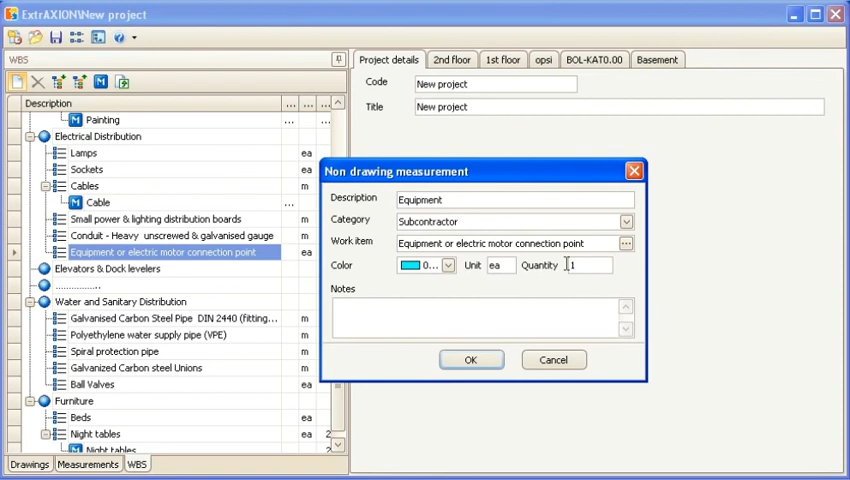 ExtrAXION\New project
WBS
Description
... ... ...
Painting ...
Electrical Distribution
Lamps ea
Sockets ea
Cables m
Cable ...
Small power & lighting distribution boards ea
Conduit - Heavy unscrewed & galvanised gauge m
Equipment or electric motor connection point ea
Elevators & Dock levelers
................
Water and Sanitary Distribution
Galvanised Carbon Steel Pipe DIN 2440 (fitting... m
Polyethylene water supply pipe (VPE) m
Spiral protection pipe m
Galvanized Carbon steel Unions m
Ball Valves ea
Furniture
Beds ea
Night tables ea 2
Night tables 2
Drawings Measurements WBS
Project details 2nd floor 1st floor opsi BOL-KAT0.00 Basement
Code New project
Title New project
Non drawing measurement
Description Equipment
Category Subcontractor
Work item Equipment or electric motor connection point ...
Color 0... Unit ea Quantity 1
Notes
OK Cancel